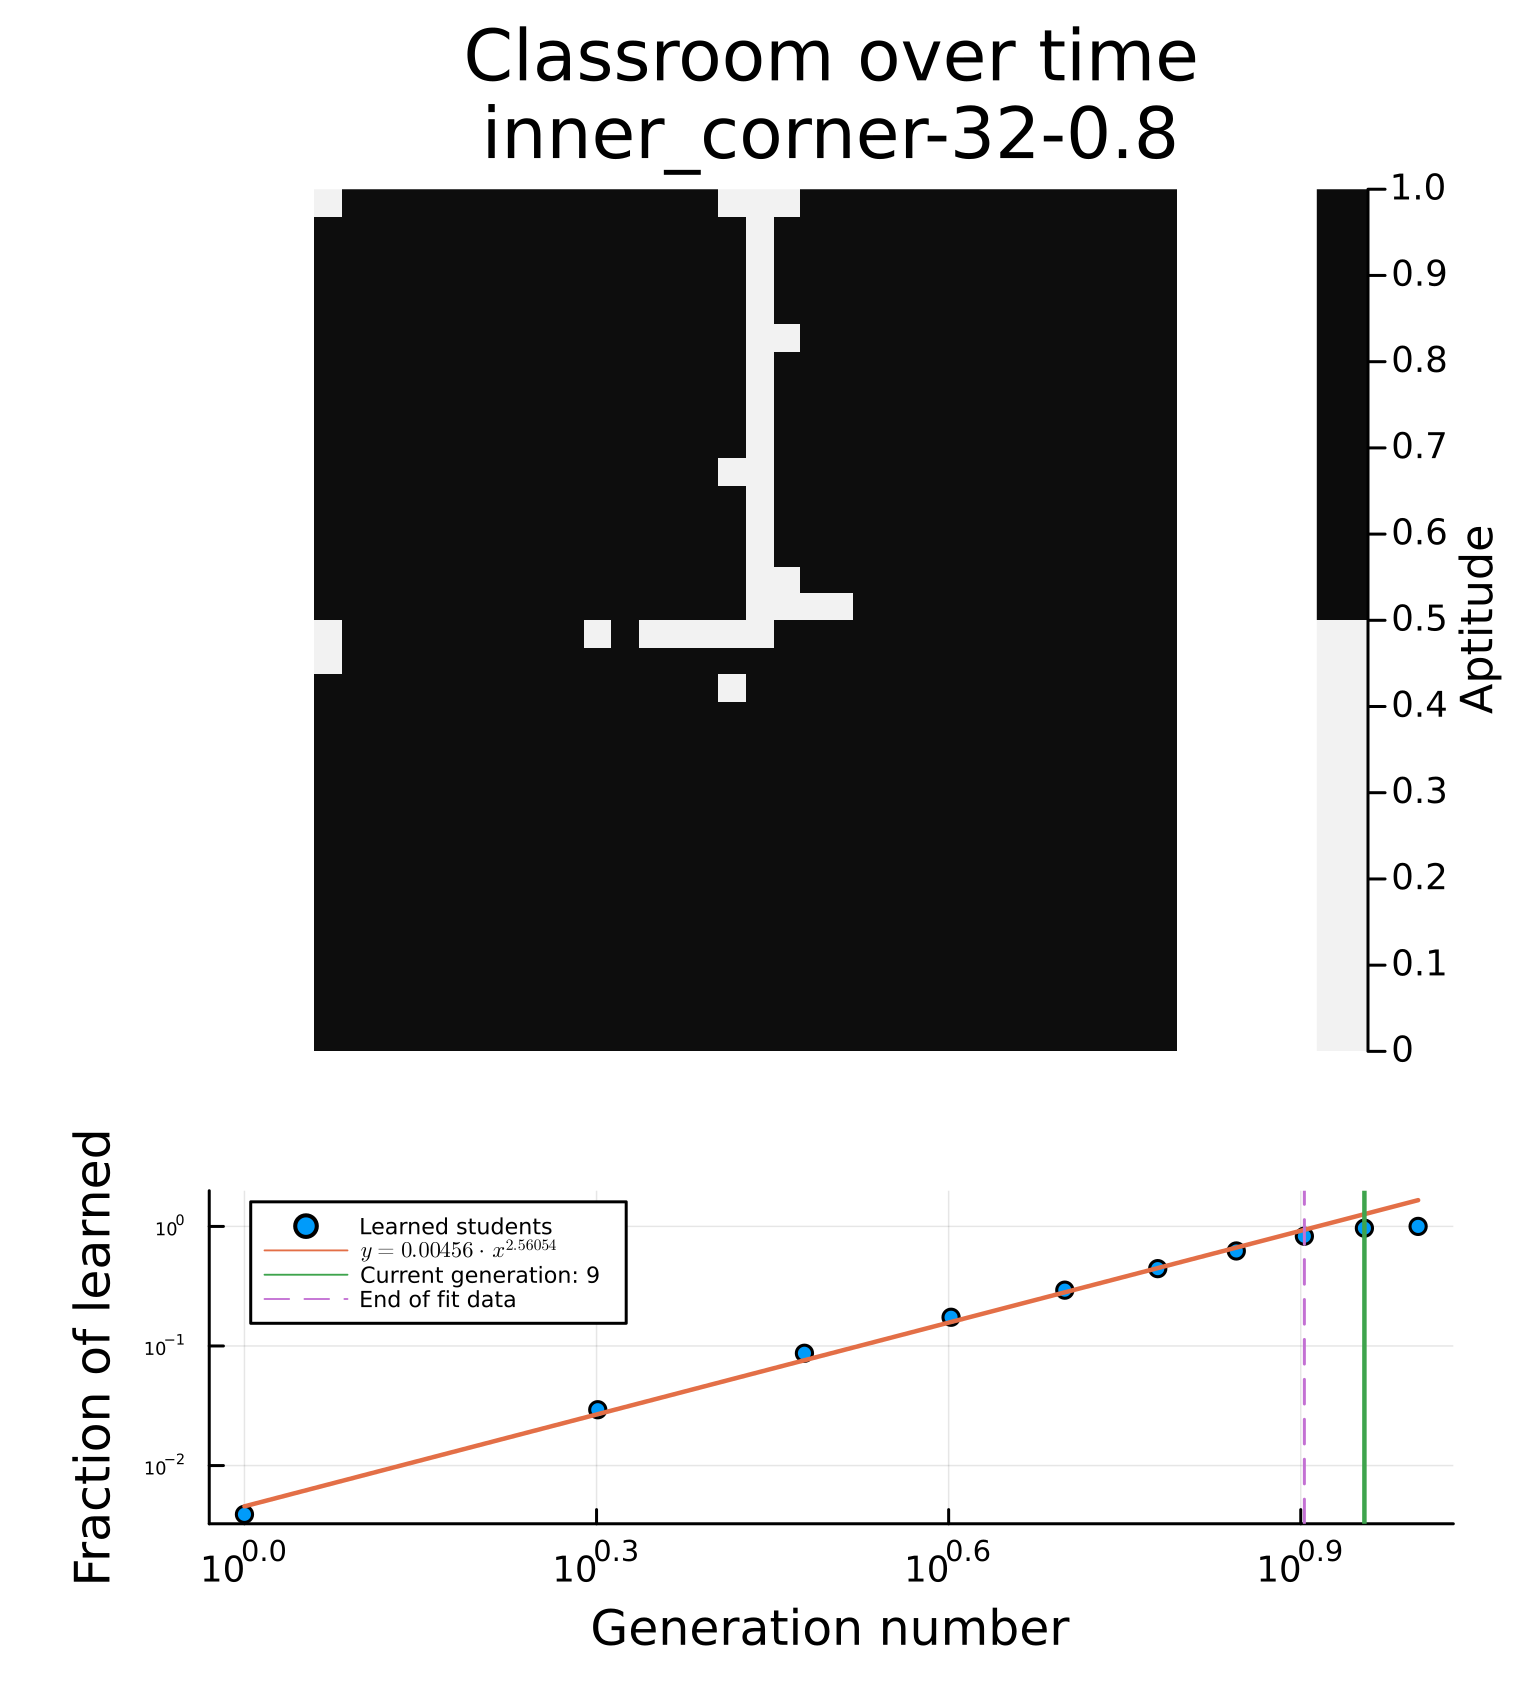 Classroom over time
inner_corner-32-0.8
1.0
0.9
0.8
0.7
0.6
0.5
0.4
0.3
0.2
0.1
0
Aptitude
Fraction of learned
10⁰
10⁻¹
10⁻²
Learned students
y = 0.00456 · x^2.56054
Current generation: 9
End of fit data
10^0.0 10^0.3 10^0.6 10^0.9
Generation number